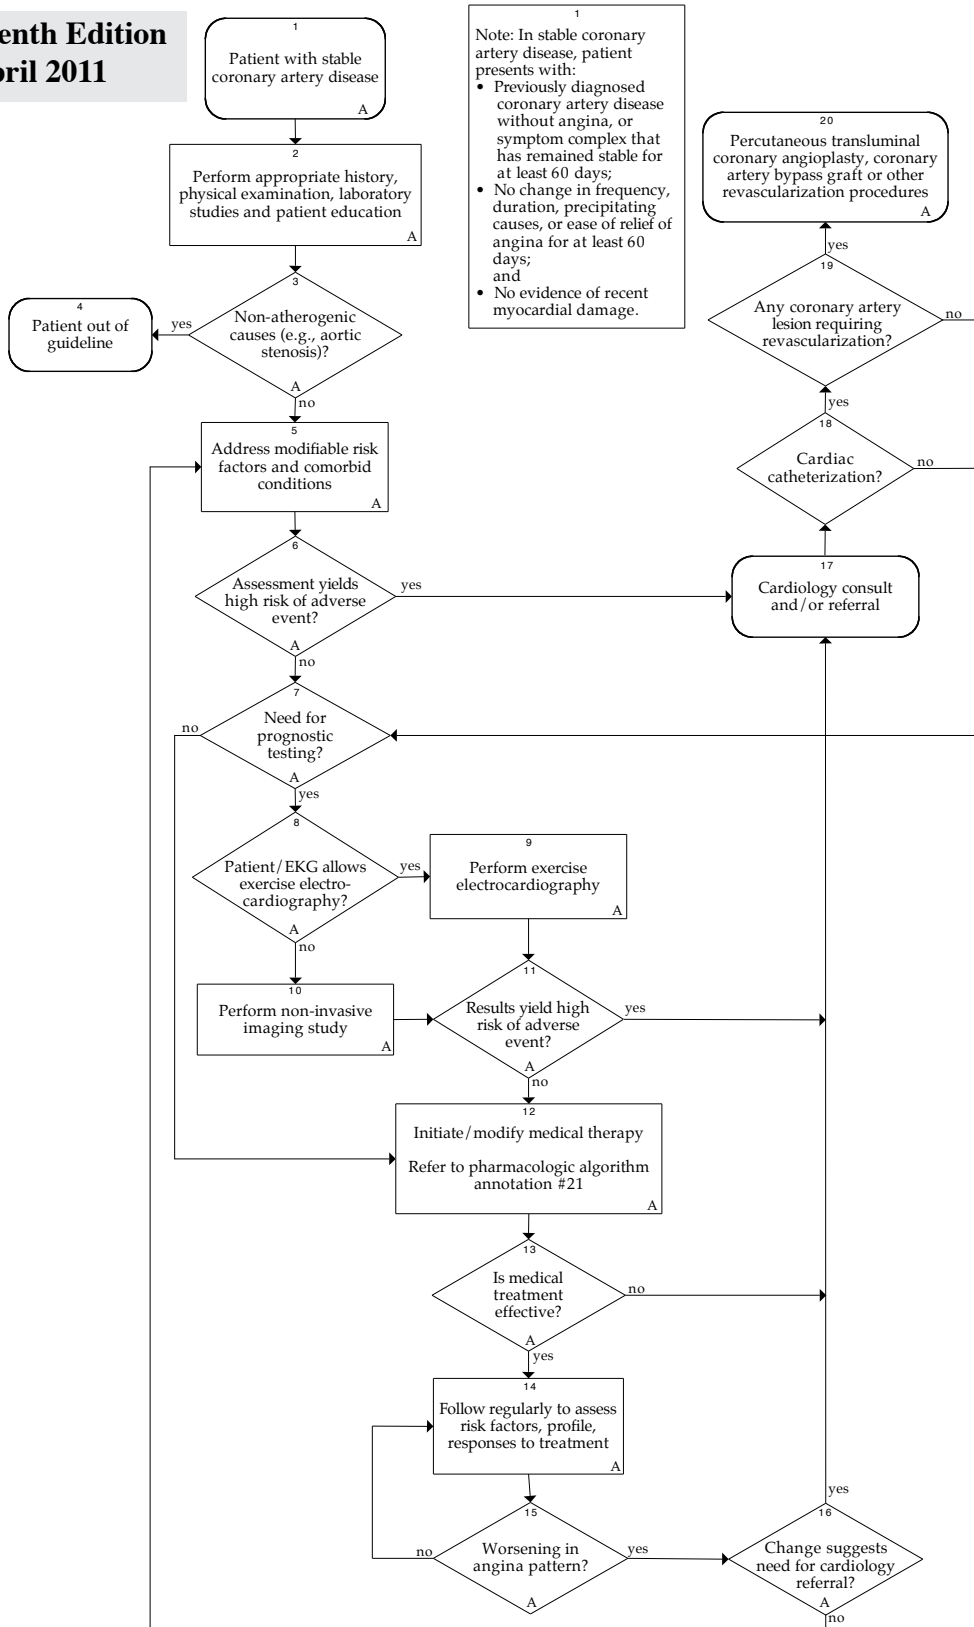 enth Edition
pril 2011
1
Patient with stable
coronary artery disease
A
1
Note: In stable coronary
artery disease, patient
presents with:
• Previously diagnosed
coronary artery disease
without angina, or
symptom complex that
has remained stable for
at least 60 days;
• No change in frequency,
duration, precipitating
causes, or ease of relief of
angina for at least 60
days;
and
• No evidence of recent
myocardial damage.
2
Perform appropriate history,
physical examination, laboratory
studies and patient education
A
3
Non-atherogenic
causes (e.g., aortic
stenosis)?
A
yes
no
4
Patient out of
guideline
5
Address modifiable risk
factors and comorbid
conditions
A
6
Assessment yields
high risk of adverse
event?
A
yes
no
7
Need for
prognostic
testing?
A
no
yes
8
Patient/EKG allows
exercise electro-
cardiography?
A
yes
no
9
Perform exercise
electrocardiography
A
10
Perform non-invasive
imaging study
A
11
Results yield high
risk of adverse
event?
A
yes
no
12
Initiate/modify medical therapy
Refer to pharmacologic algorithm
annotation #21
A
13
Is medical
treatment
effective?
A
no
yes
14
Follow regularly to assess
risk factors, profile,
responses to treatment
A
15
Worsening in
angina pattern?
A
no
yes
16
Change suggests
need for cardiology
referral?
A
yes
no
17
Cardiology consult
and/or referral
18
Cardiac
catheterization?
yes
no
19
Any coronary artery
lesion requiring
revascularization?
yes
no
20
Percutaneous transluminal
coronary angioplasty, coronary
artery bypass graft or other
revascularization procedures
A